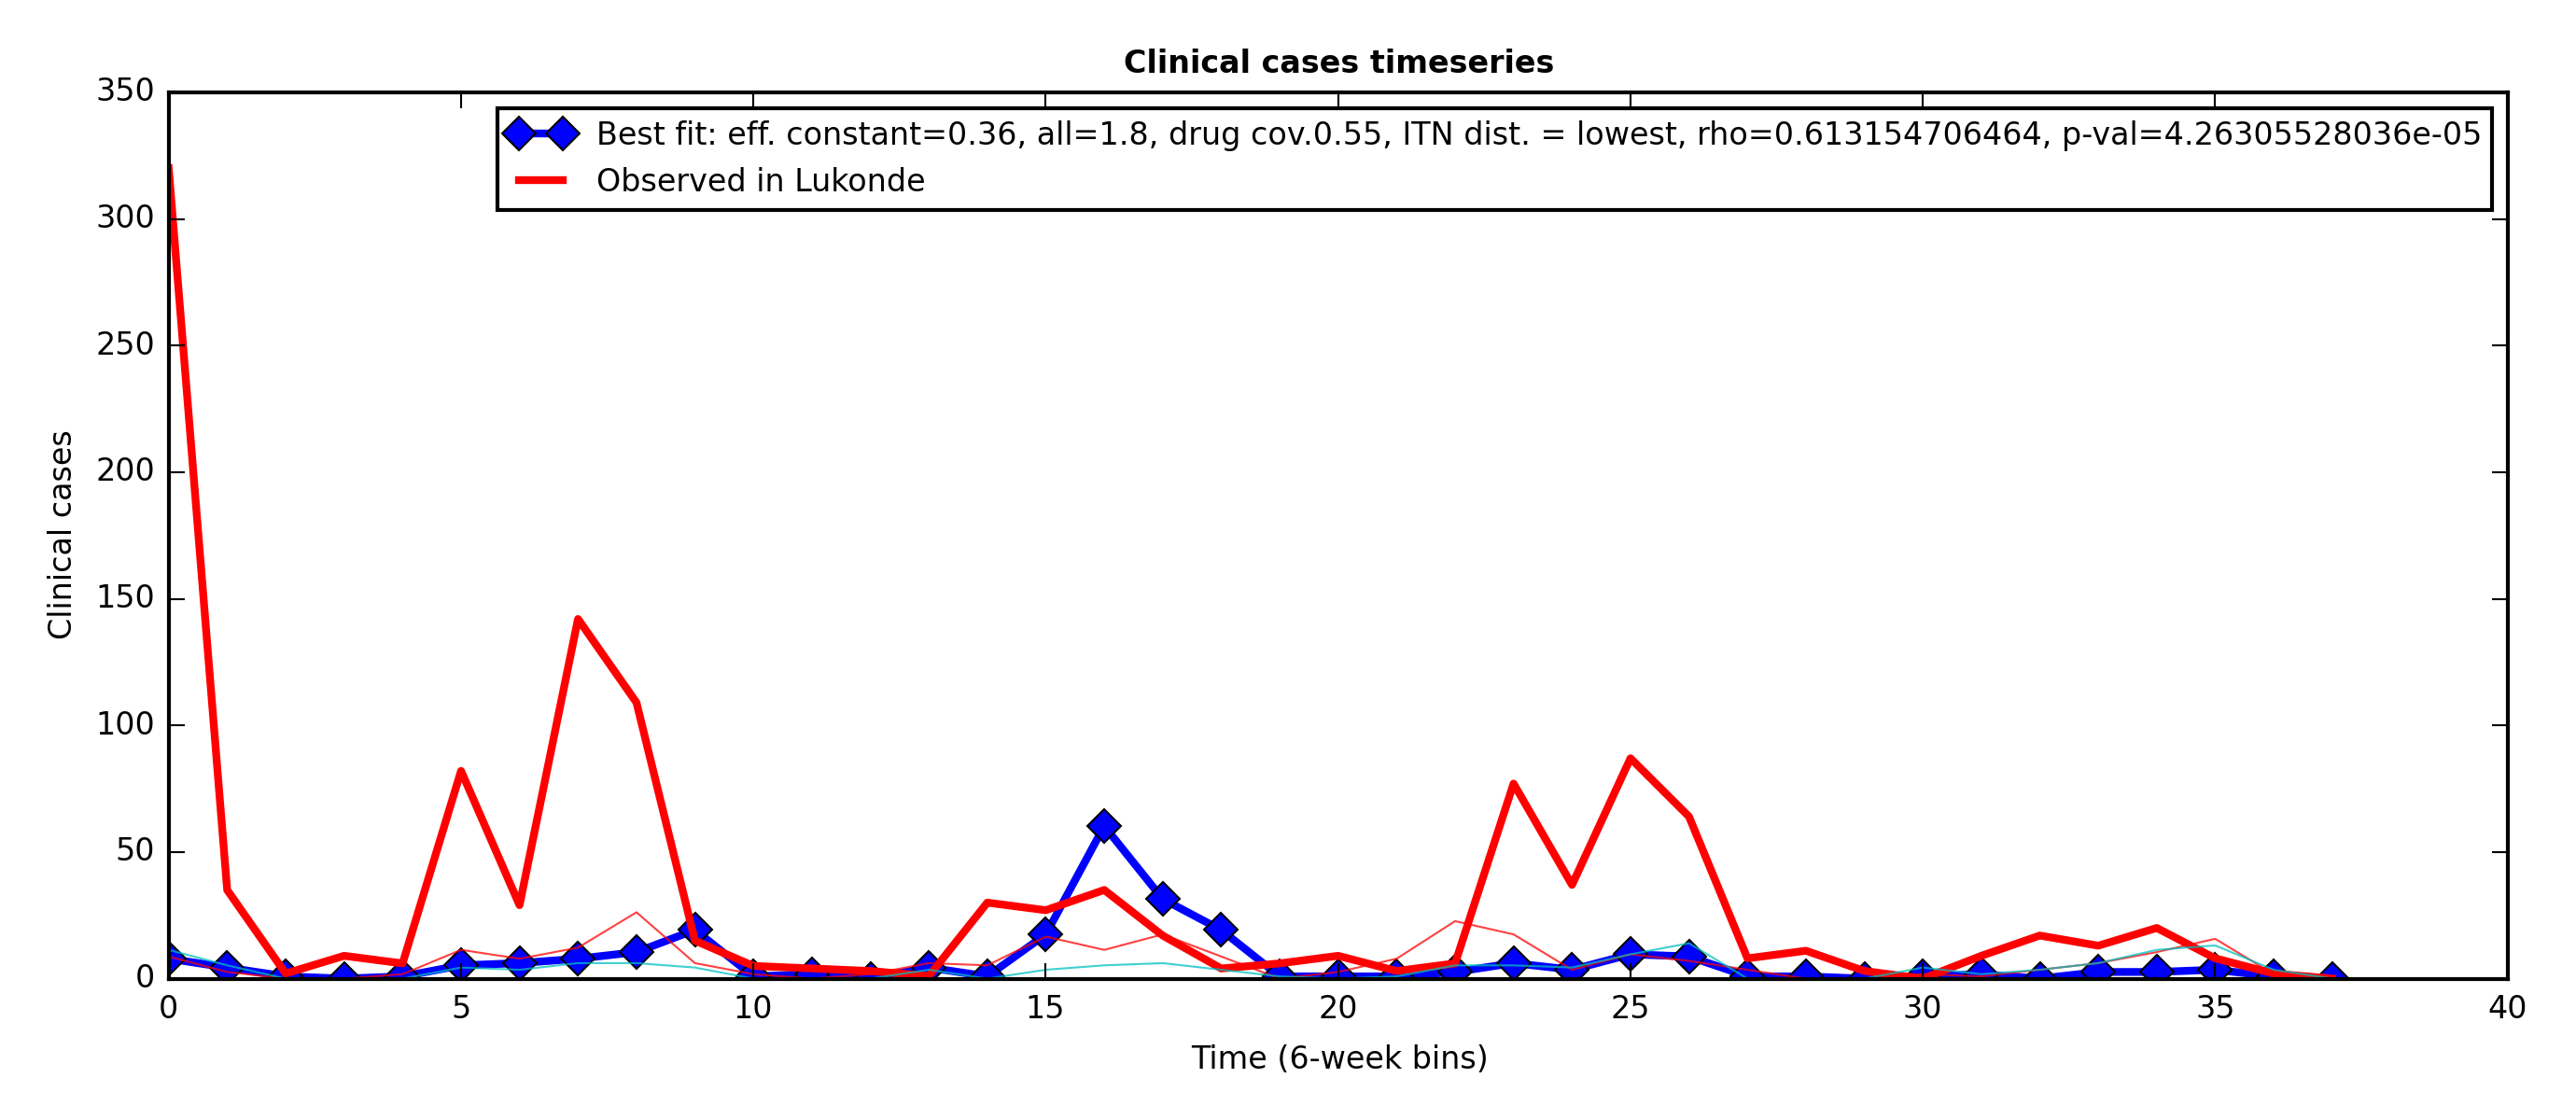 Clinical cases timeseries
350
300
250
200
150
100
50
0
Clinical cases
Best fit: eff. constant=0.36, all=1.8, drug cov.0.55, ITN dist. = lowest, rho=0.613154706464, p-val=4.26305528036e-05
Observed in Lukonde
0 5 10 15 20 25 30 35 40
Time (6-week bins)